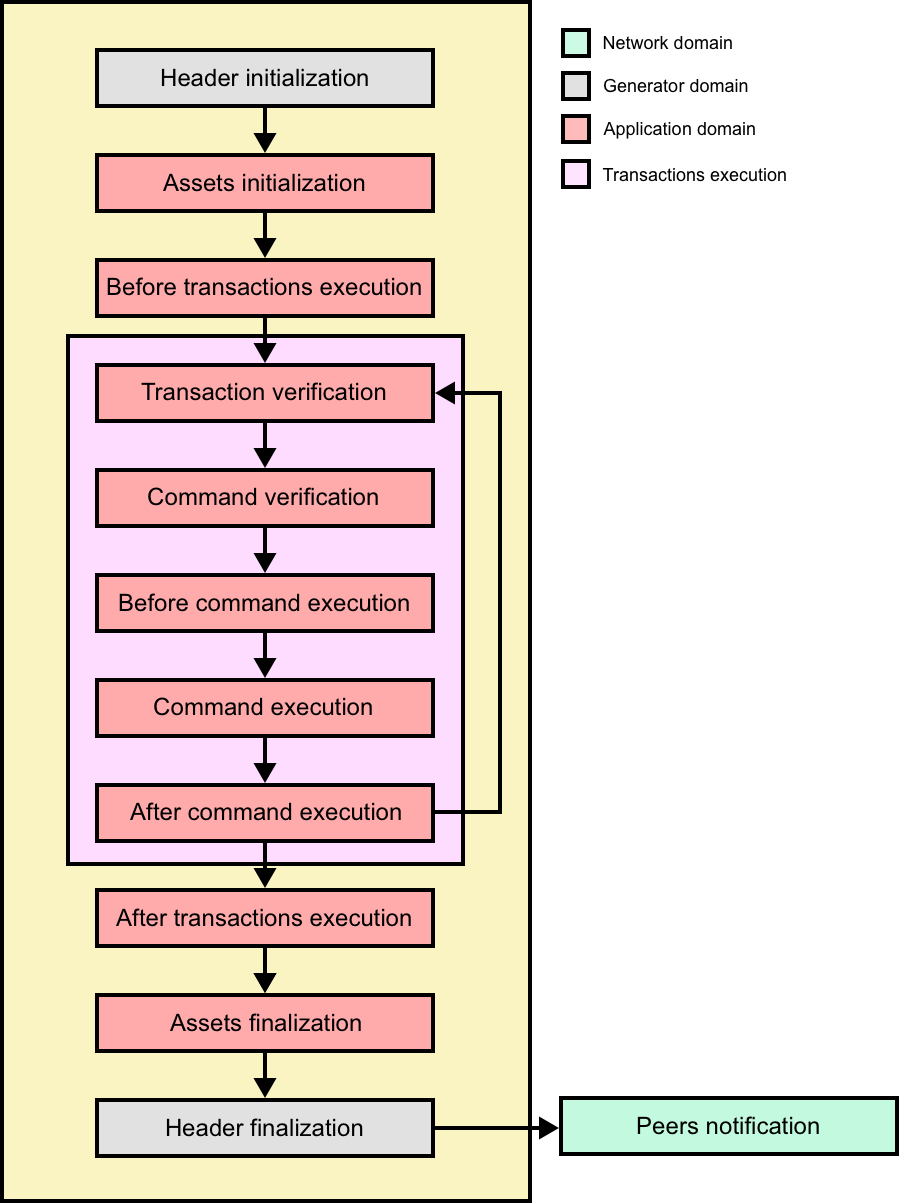 Header initialization
Assets initialization
Before transactions execution
Transaction verification
Command verification
Before command execution
Command execution
After command execution
After transactions execution
Assets finalization
Header finalization
Peers notification
Network domain
Generator domain
Application domain
Transactions execution